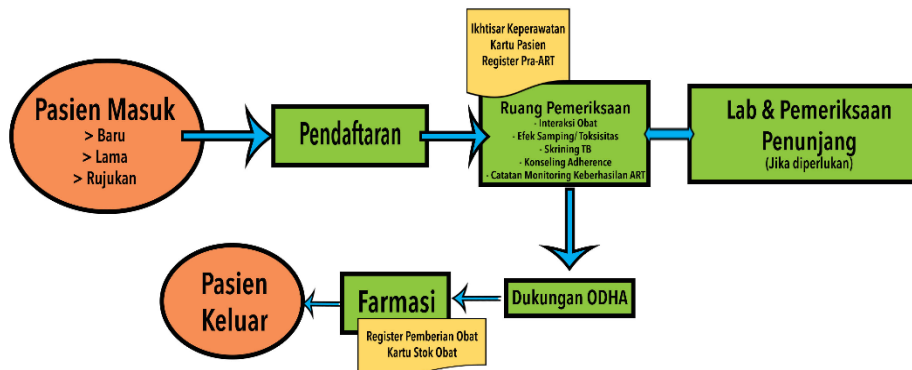 Ikhtisar Keperawatan
Kartu Pasien
Register Pra-ART
Pasien Masuk
> Baru
> Lama
> Rujukan
Pendaftaran
Ruang Pemeriksaan
- Interaksi Obat
- Efek Samping/ Toksisitas
- Skrining TB
- Konseling Adherence
- Catatan Monitoring Keberhasilan ART
Lab & Pemeriksaan
Penunjang
(Jika diperlukan)
Dukungan ODHA
Farmasi
Register Pemberian Obat
Kartu Stok Obat
Pasien
Keluar